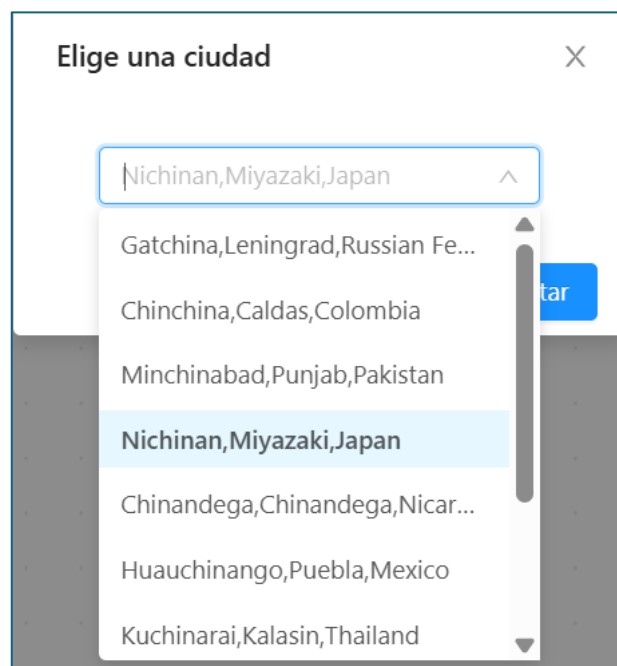 Elige una ciudad
Nichinan,Miyazaki,Japan
Gatchina,Leningrad,Russian Fe...
tar
Chinchina,Caldas,Colombia
Minchinabad,Punjab,Pakistan
Nichinan,Miyazaki,Japan
Chinandega,Chinandega,Nicar...
Huauchinango,Puebla,Mexico
Kuchinarai,Kalasin,Thailand